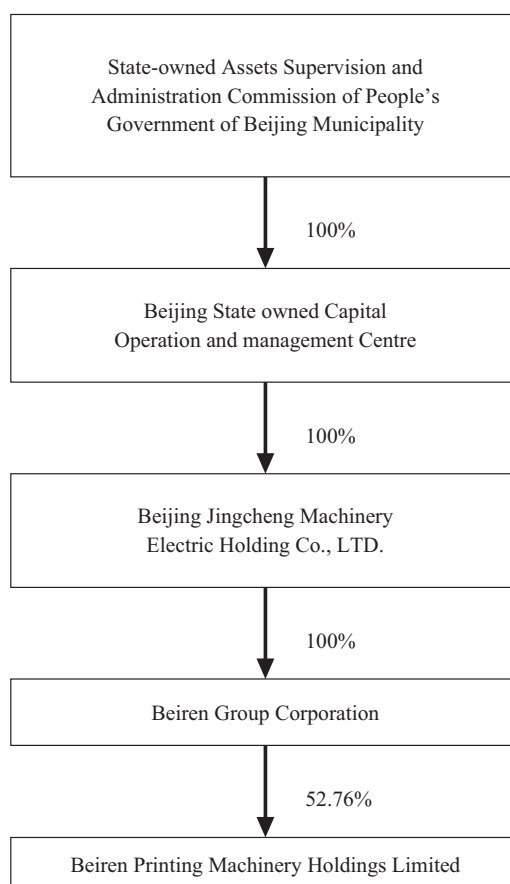 State-owned Assets Supervision and
Administration Commission of People’s
Government of Beijing Municipality
100%
Beijing State owned Capital
Operation and management Centre
100%
Beijing Jingcheng Machinery
Electric Holding Co., LTD.
100%
Beiren Group Corporation
52.76%
Beiren Printing Machinery Holdings Limited